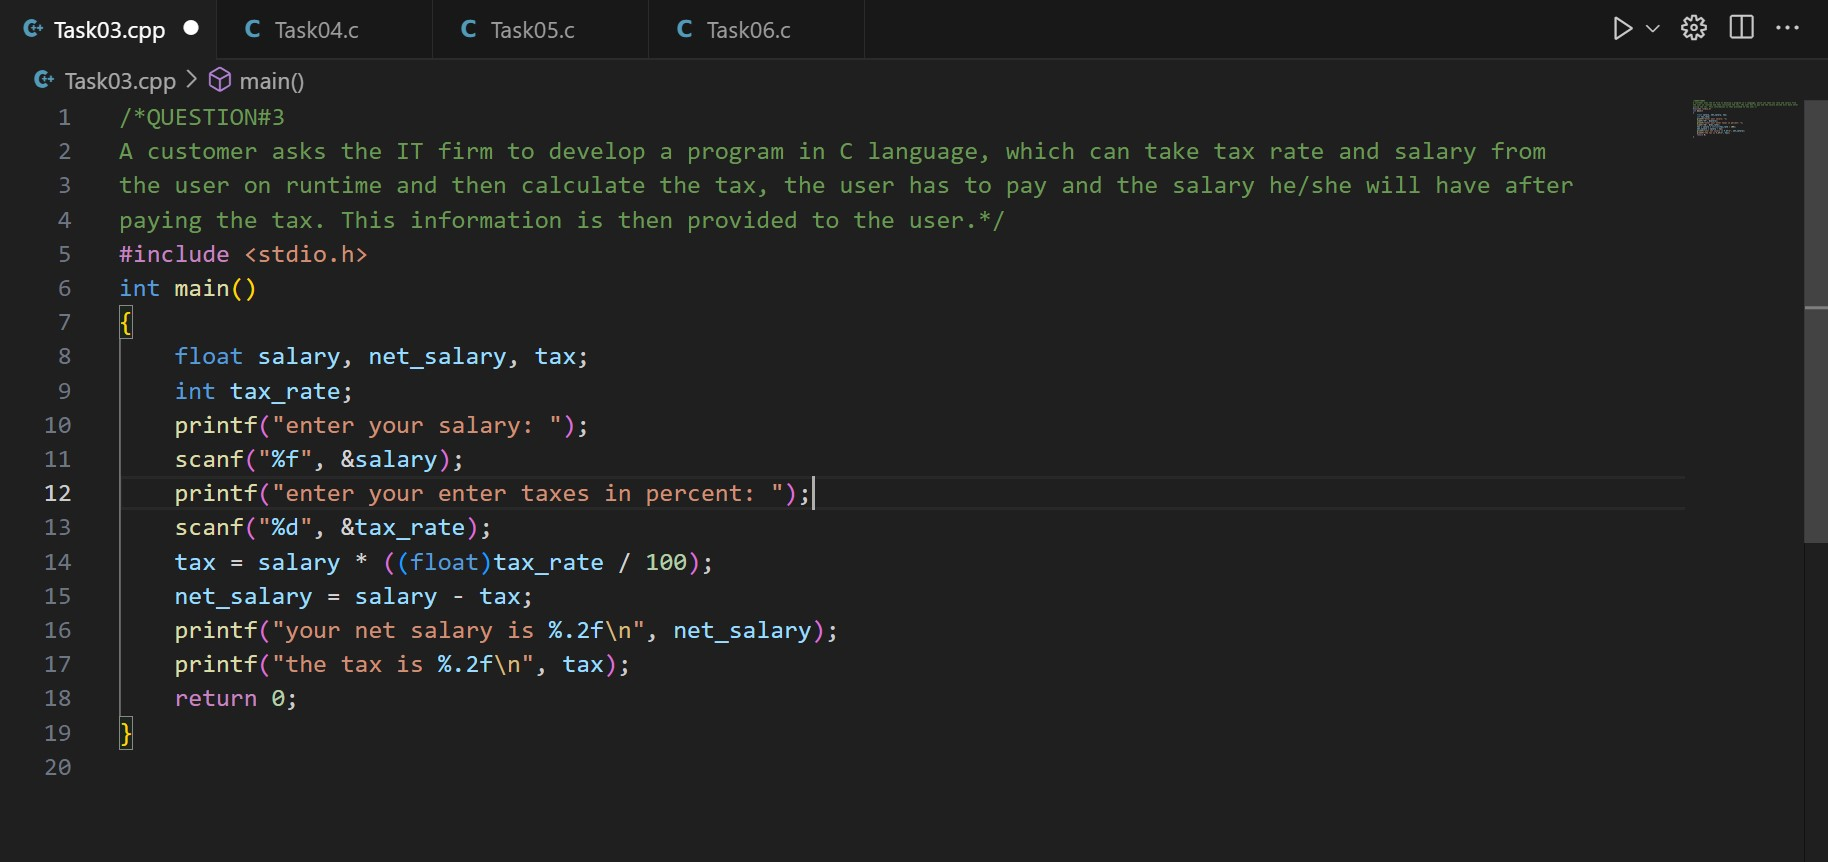 Task03.cpp Task04.c Task05.c Task06.c
Task03.cpp > main()
1 /*QUESTION#3
2 A customer asks the IT firm to develop a program in C language, which can take tax rate and salary from
3 the user on runtime and then calculate the tax, the user has to pay and the salary he/she will have after
4 paying the tax. This information is then provided to the user.*/
5 #include <stdio.h>
6 int main()
7 {
8     float salary, net_salary, tax;
9     int tax_rate;
10     printf("enter your salary: ");
11     scanf("%f", &salary);
12     printf("enter your enter taxes in percent: ");
13     scanf("%d", &tax_rate);
14     tax = salary * ((float)tax_rate / 100);
15     net_salary = salary - tax;
16     printf("your net salary is %.2f\n", net_salary);
17     printf("the tax is %.2f\n", tax);
18     return 0;
19 }
20